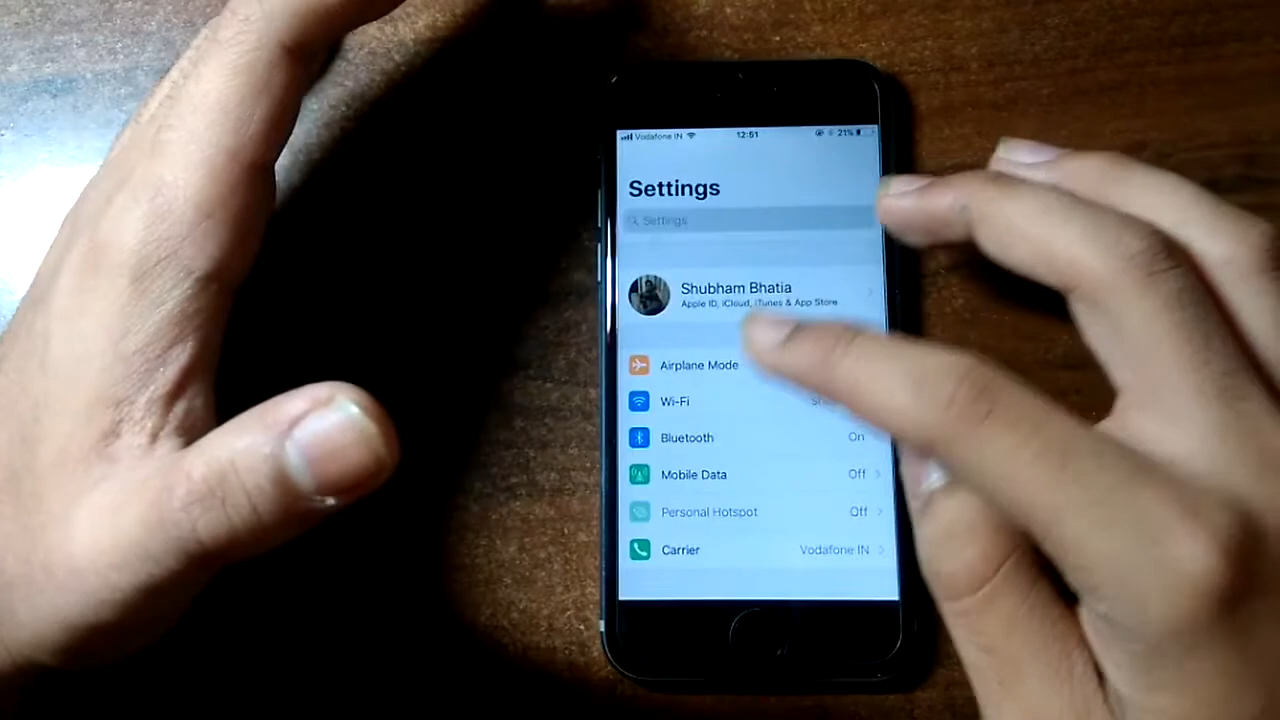 Vodafone IN 12:51 21%
Settings
Settings
Shubham Bhatia
Apple ID, iCloud, iTunes & App Store
Airplane Mode
Wi-Fi
Bluetooth On
Mobile Data Off
Personal Hotspot Off
Carrier Vodafone IN